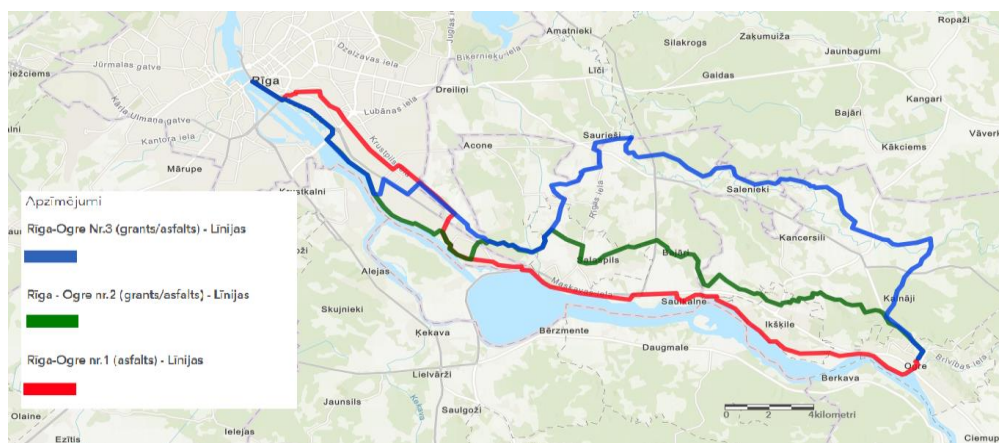 Amatnieki
Ropaži
Silakrogs
Zaķumuiža
Jaunbagumi
Juglas iela
Biķernieku iela
Dzelzavas iela
Jūrmalas gatve
Līči
Gaidas
Rīga
Dreiliņi
Kangari
Lubānas iela
Bajāri
Kārļa Ulmaņa gatve
Kantora iela
Krustpils
Saurieši
Acone
Kākciems
Mārupe
Rīgas iela
Salenieki
Apzīmējumi
Rīga-Ogre Nr.3 (grants/asfalts) - Līnijas
Kancersili
Bajāri
Alejas
Maskavas iela
Rīga - Ogre nr.2 (grants/asfalts) - Līnijas
Kalnāji
Saulkalne
Skujnieki
Ikšķile
Ķekava
Bērzmente
Daugmale
Rīga-Ogre nr.1 (asfalts) - Līnijas
Brīvības iela
Ogre
Lielvārži
Berkava
Jaunsils
Ķekava
Saulgoži
0 2 4kilometri
Olaine
Ielejas
Ezītis
Ciemup